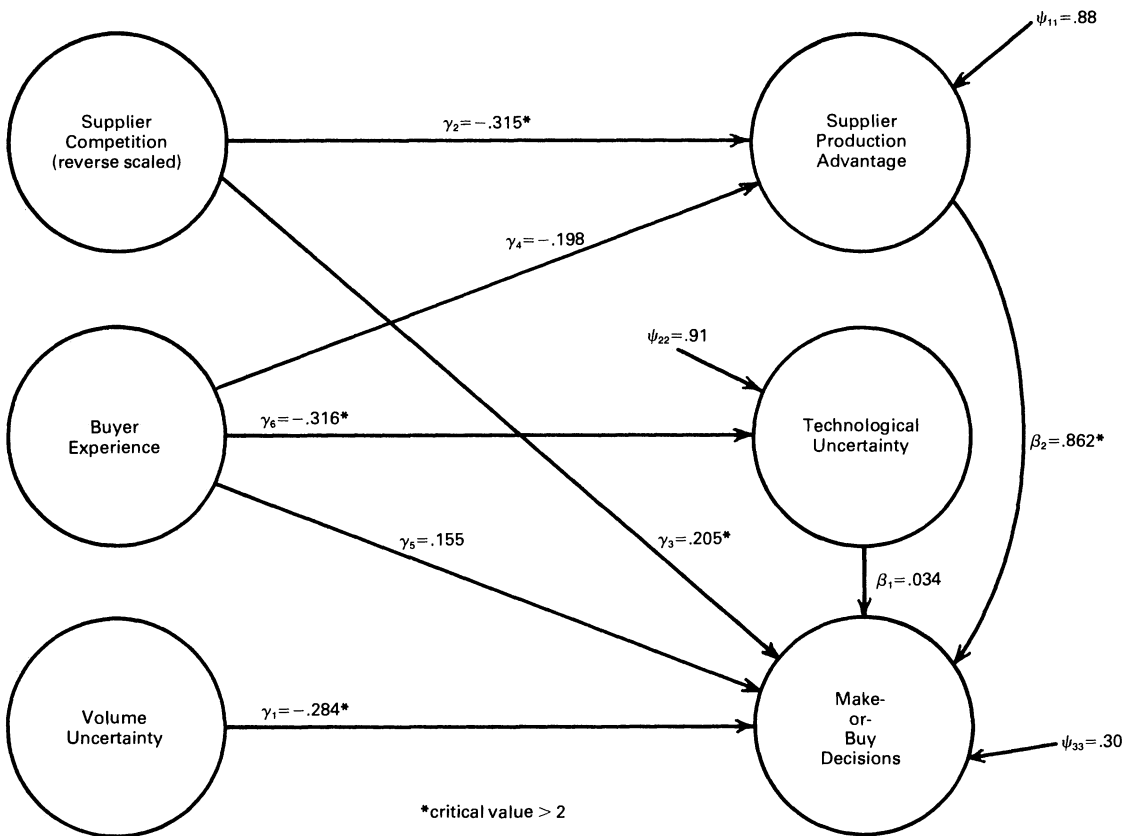 ψ₁₁=.88
Supplier
Competition
(reverse scaled)
γ₂=−.315*
Supplier
Production
Advantage
γ₄=−.198
ψ₂₂=.91
Buyer
Experience
γ₆=−.316*
Technological
Uncertainty
β₂=.862*
γ₅=.155
γ₃=.205*
β₁=.034
Volume
Uncertainty
γ₁=−.284*
Make-
or-
Buy
Decisions
ψ₃₃=.30
*critical value > 2